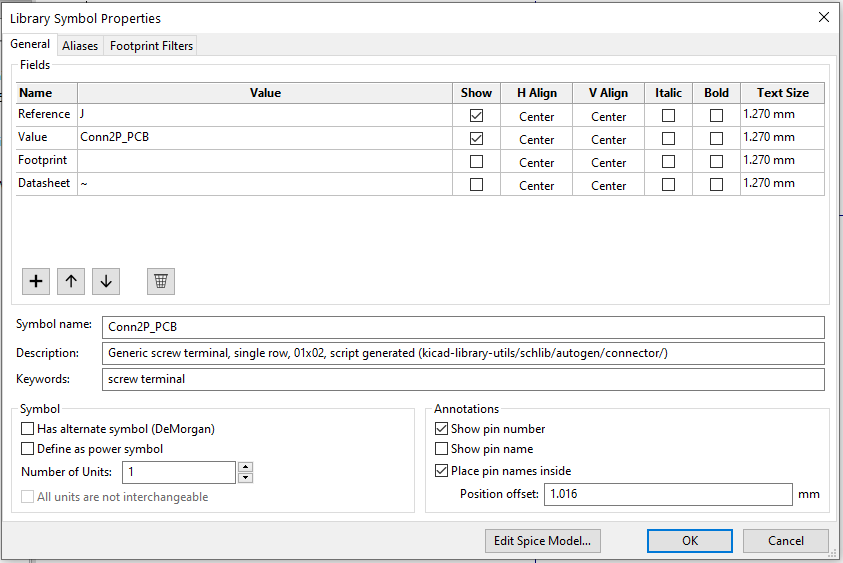 Library Symbol Properties
General Aliases Footprint Filters
Fields
Name Value Show H Align V Align Italic Bold Text Size
Reference J Center Center 1.270 mm
Value Conn2P_PCB Center Center 1.270 mm
Footprint Center Center 1.270 mm
Datasheet ~ Center Center 1.270 mm
Symbol name: Conn2P_PCB
Description: Generic screw terminal, single row, 01x02, script generated (kicad-library-utils/schlib/autogen/connector/)
Keywords: screw terminal
Symbol
Has alternate symbol (DeMorgan)
Define as power symbol
Number of Units: 1
All units are not interchangeable
Annotations
Show pin number
Show pin name
Place pin names inside
Position offset: 1.016 mm
Edit Spice Model... OK Cancel